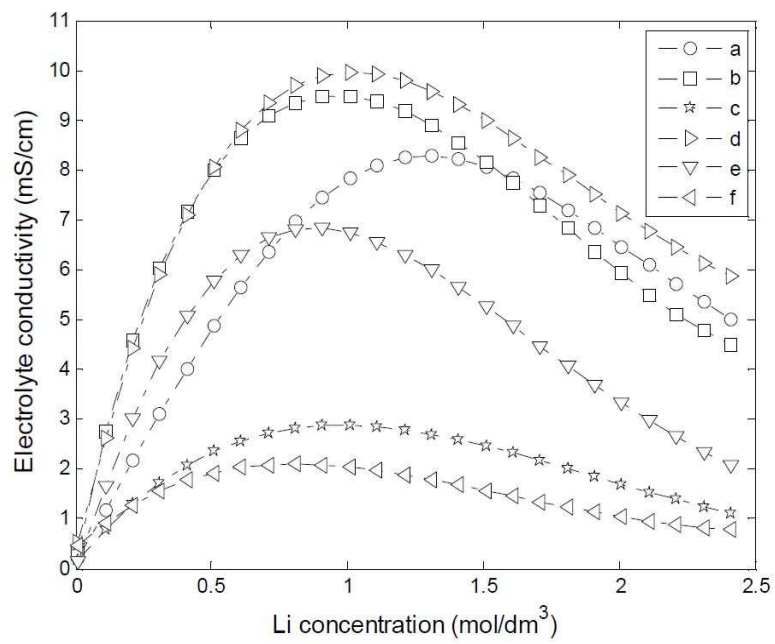 11
10
9
8
7
6
5
4
3
2
1
0
Electrolyte conductivity (mS/cm)
a
b
c
d
e
f
0 0.5 1 1.5 2 2.5
Li concentration (mol/dm³)